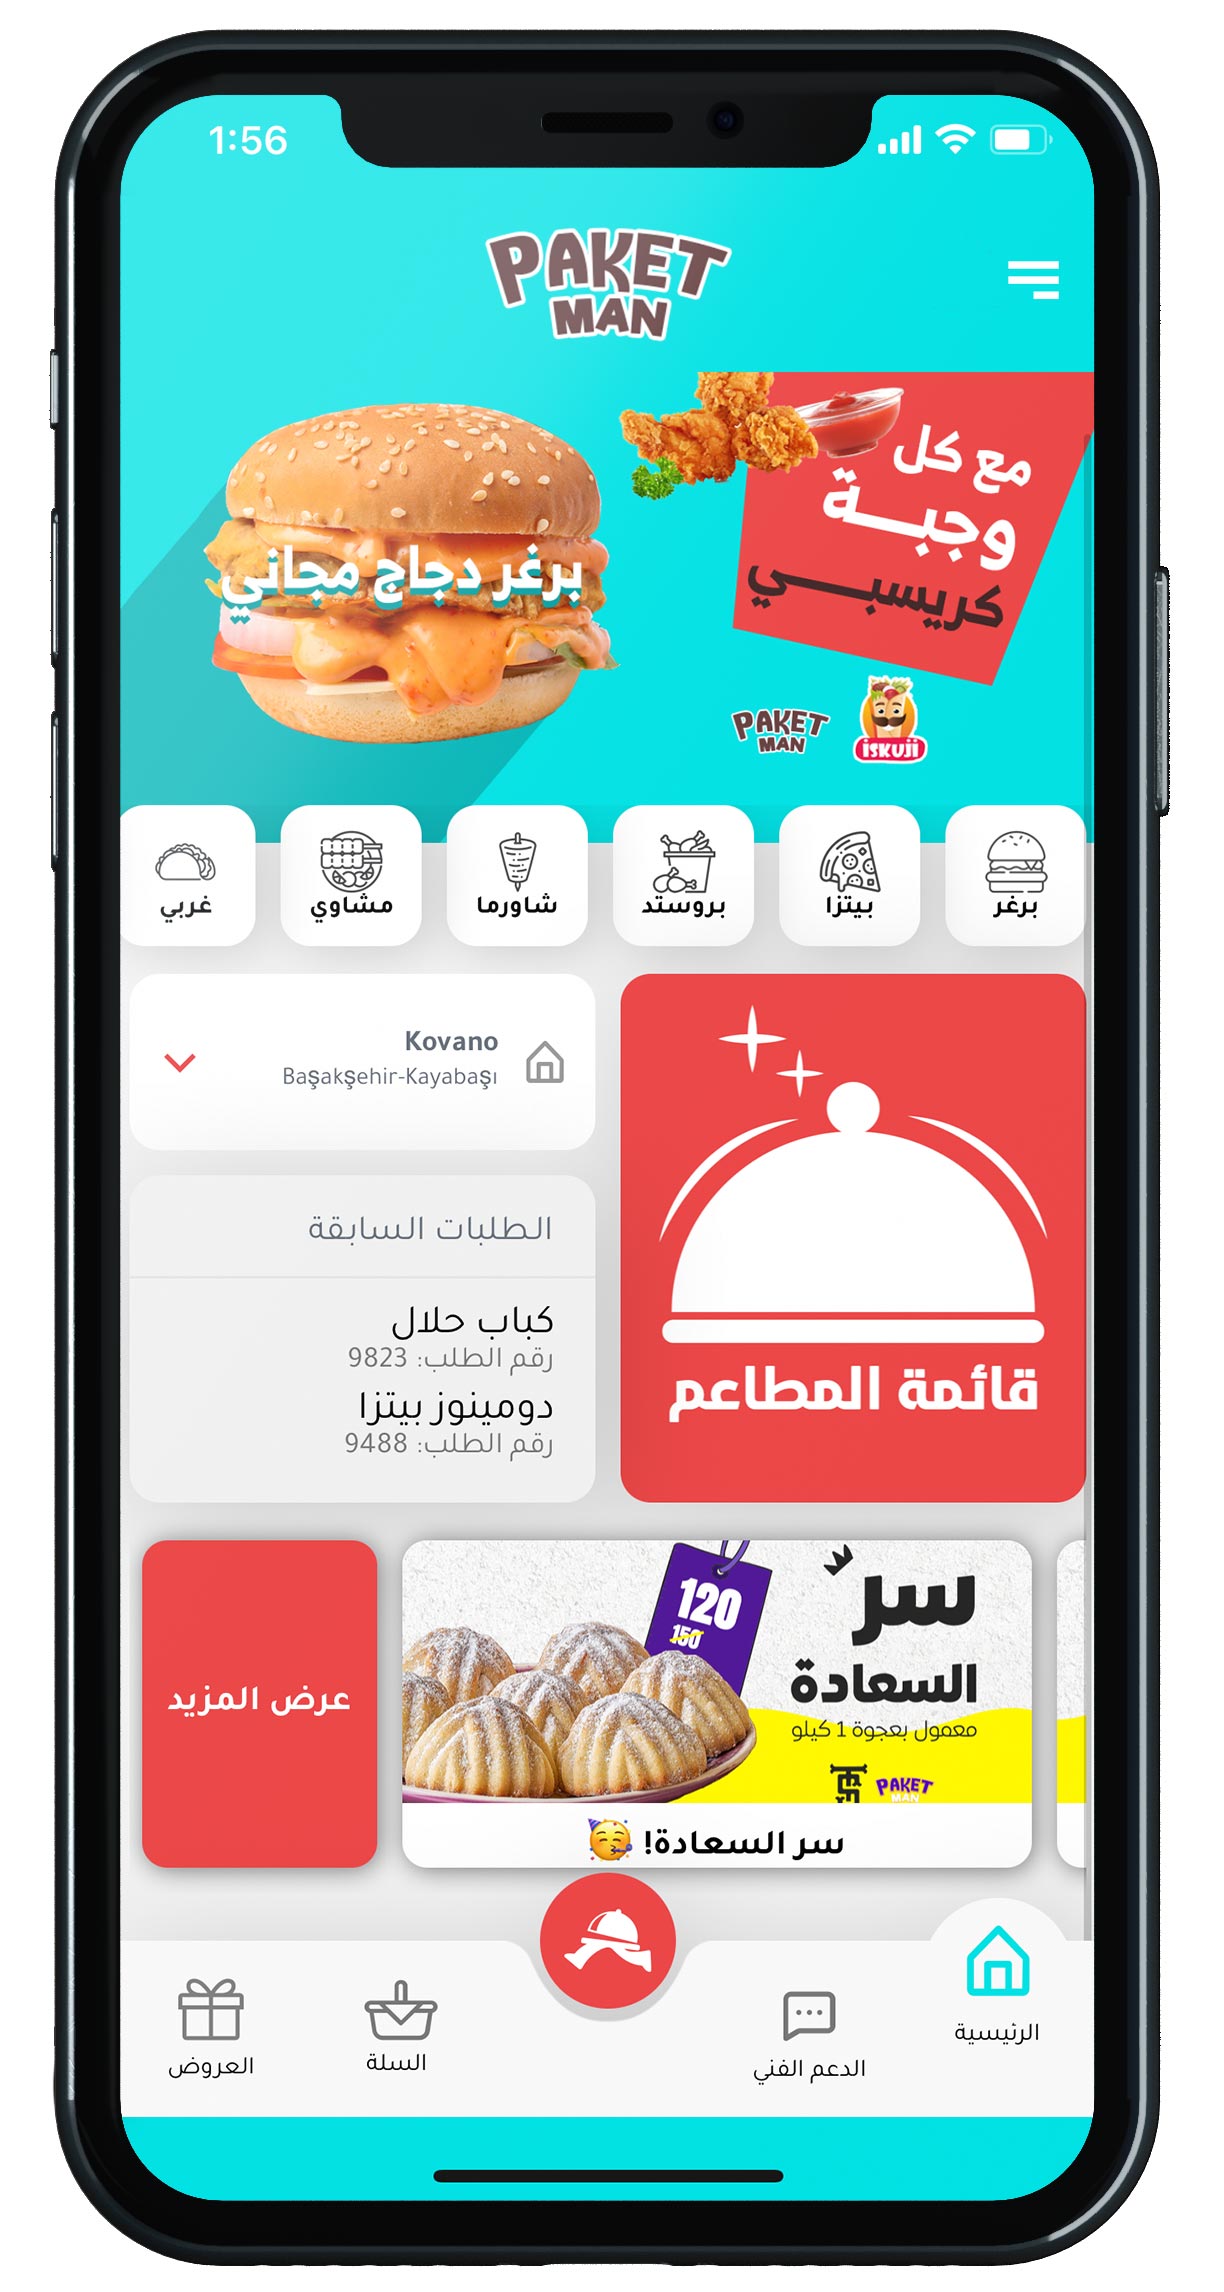 1:56
PAKET
MAN
مع كل
وجبـــة
كريسبـــي
برغر دجاج مجاني
PAKET
MAN
iSKUJi
برغر
بيتزا
بروستد
شاورما
مشاوي
غربي
قائمة المطاعم
Kovano
Başakşehir-Kayabaşı
الطلبات السابقة
كباب حلال
رقم الطلب: 9823
دومينوز بيتزا
رقم الطلب: 9488
سر
السعادة
معمول بعجوة 1 كيلو
120
150
PAKET
MAN
سر السعادة! 🥳
عرض المزيد
الرئيسية
الدعم الفني
السلة
العروض